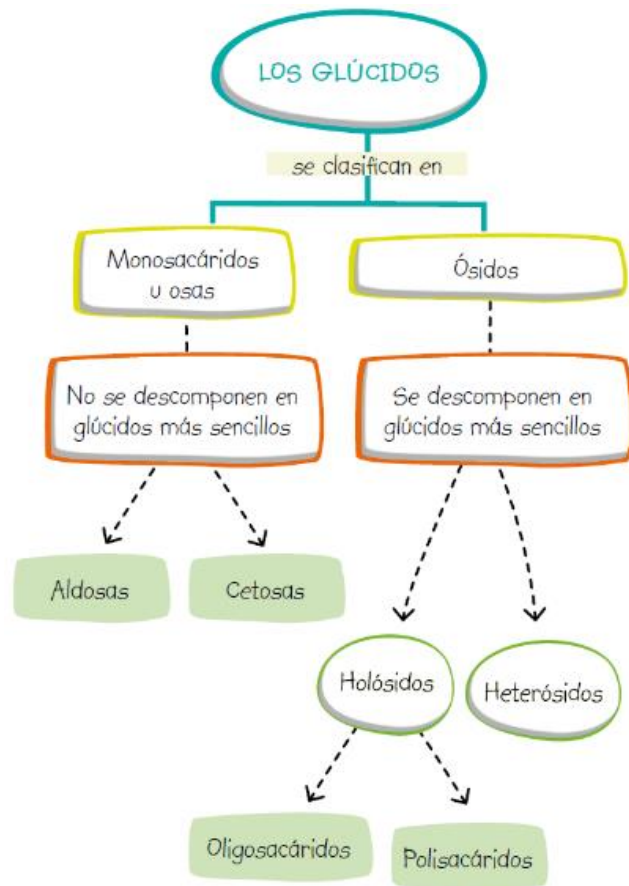 LOS GLÚCIDOS
se clasifican en
Monosacáridos
u osas
Ósidos
No se descomponen en
glúcidos más sencillos
Se descomponen en
glúcidos más sencillos
Aldosas
Cetosas
Holósidos
Heterósidos
Oligosacáridos
Polisacáridos